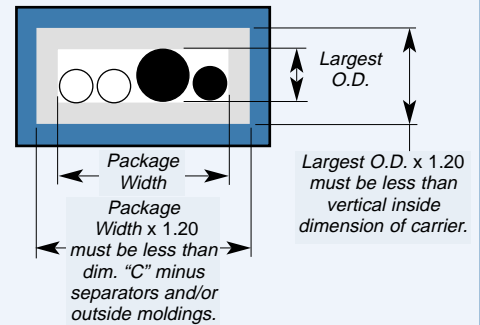 Largest
O.D.
Package
Width
Largest O.D. x 1.20
must be less than
vertical inside
dimension of carrier.
Package
Width x 1.20
must be less than
dim. “C” minus
separators and/or
outside moldings.